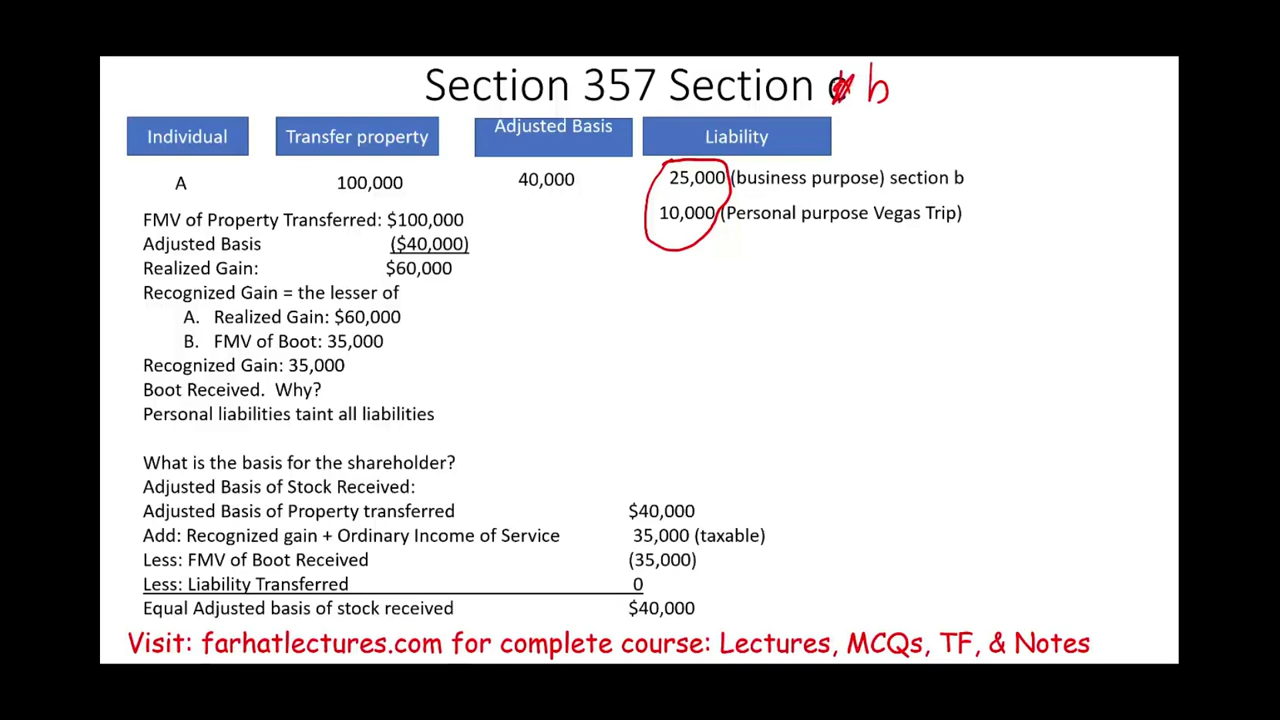 Section 357 Section c b
Individual Transfer property Adjusted Basis Liability
A 100,000 40,000 25,000 (business purpose) section b
10,000 (Personal purpose Vegas Trip)
FMV of Property Transferred: $100,000
Adjusted Basis ($40,000)
Realized Gain: $60,000
Recognized Gain = the lesser of
A. Realized Gain: $60,000
B. FMV of Boot: 35,000
Recognized Gain: 35,000
Boot Received. Why?
Personal liabilities taint all liabilities
What is the basis for the shareholder?
Adjusted Basis of Stock Received:
Adjusted Basis of Property transferred $40,000
Add: Recognized gain + Ordinary Income of Service 35,000 (taxable)
Less: FMV of Boot Received (35,000)
Less: Liability Transferred 0
Equal Adjusted basis of stock received $40,000
Visit: farhatlectures.com for complete course: Lectures, MCQs, TF, & Notes